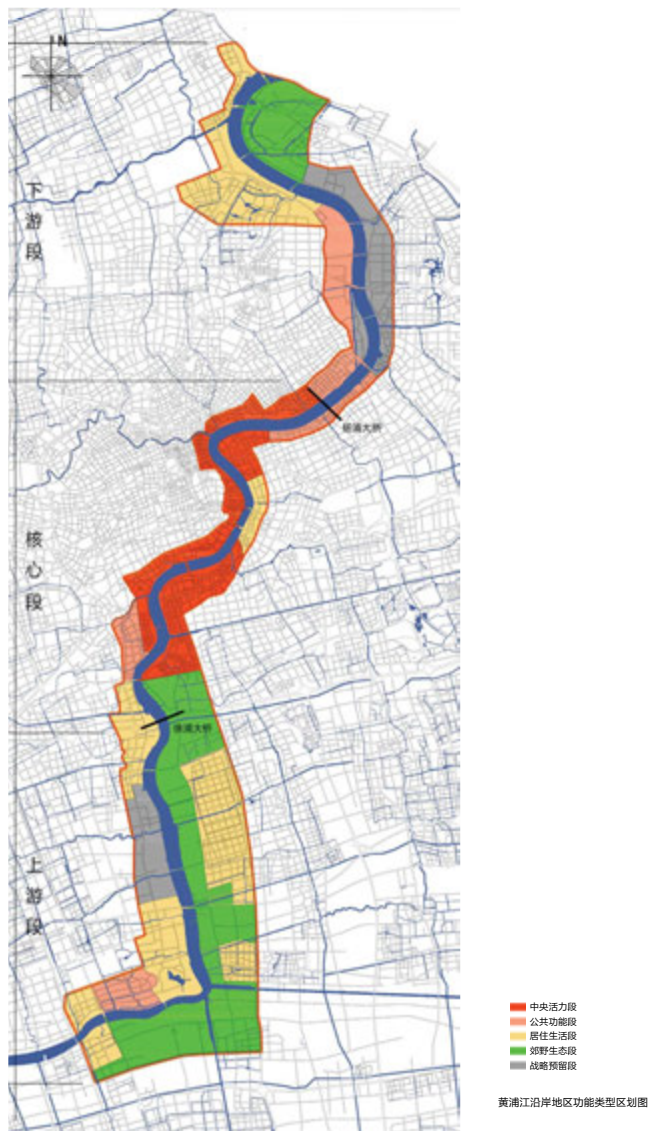 N
下游段
杨浦大桥
核心段
徐浦大桥
上游段
中央活力段
公共功能段
居住生活段
郊野生态段
战略预留段
黄浦江沿岸地区功能类型区划图